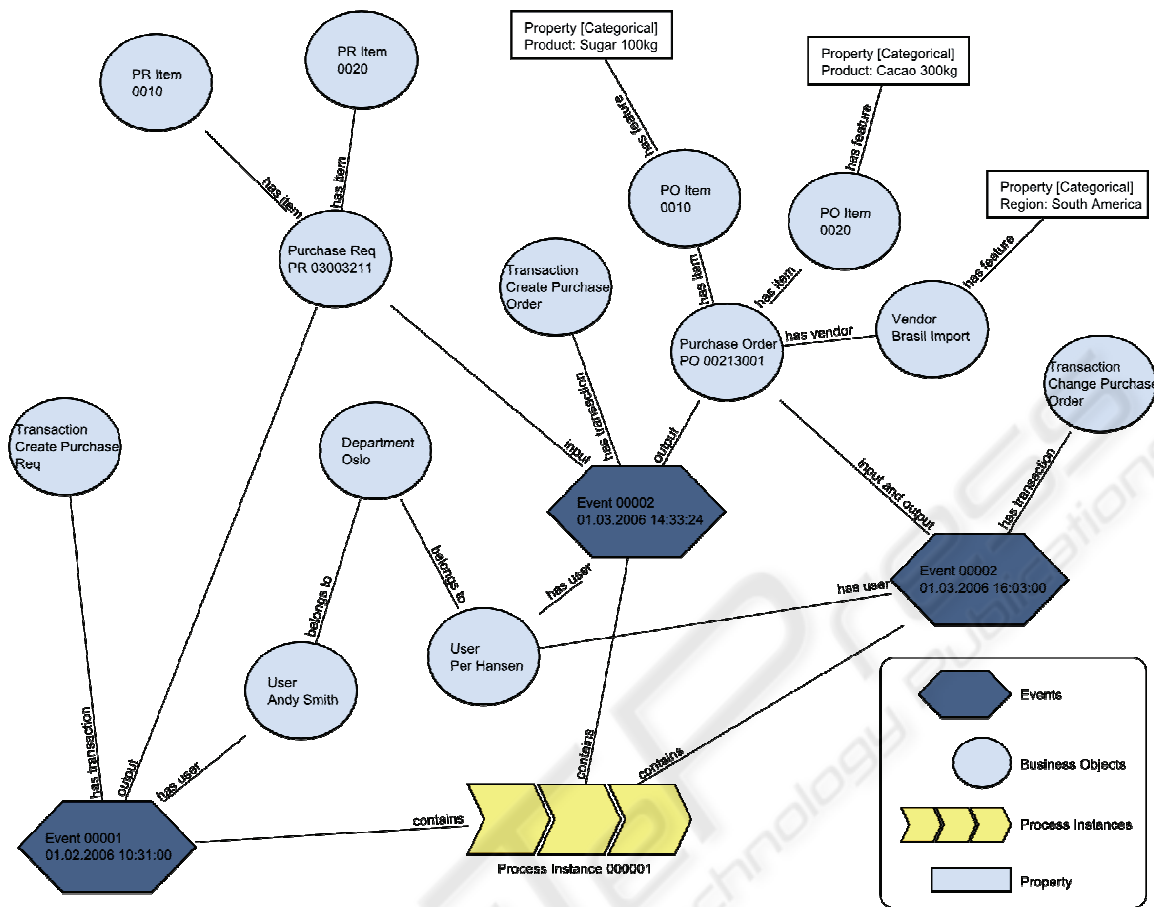 PR Item
0010
PR Item
0020
Property [Categorical]
Product: Sugar 100kg
Property [Categorical]
Product: Cacao 300kg
has feature
has feature
PO Item
0010
PO Item
0020
Property [Categorical]
Region: South America
has feature
has item
has item
Purchase Req
PR 03003211
Transaction
Create Purchase
Order
has item
has item
Purchase Order
PO 00213001
has vendor
Vendor
Brasil Import
Transaction
Change Purchase
Order
Transaction
Create Purchase
Req
Department
Oslo
input
has transaction
output
input and output
has transaction
Event 00002
01.03.2006 14:33:24
Event 00002
01.03.2006 16:03:00
belongs to
belongs to
has user
has user
User
Andy Smith
User
Per Hansen
has transaction
output
has user
contains
contains
contains
Event 00001
01.02.2006 10:31:00
Process Instance 000001
Events
Business Objects
Process Instances
Property
Press
Technology Publications